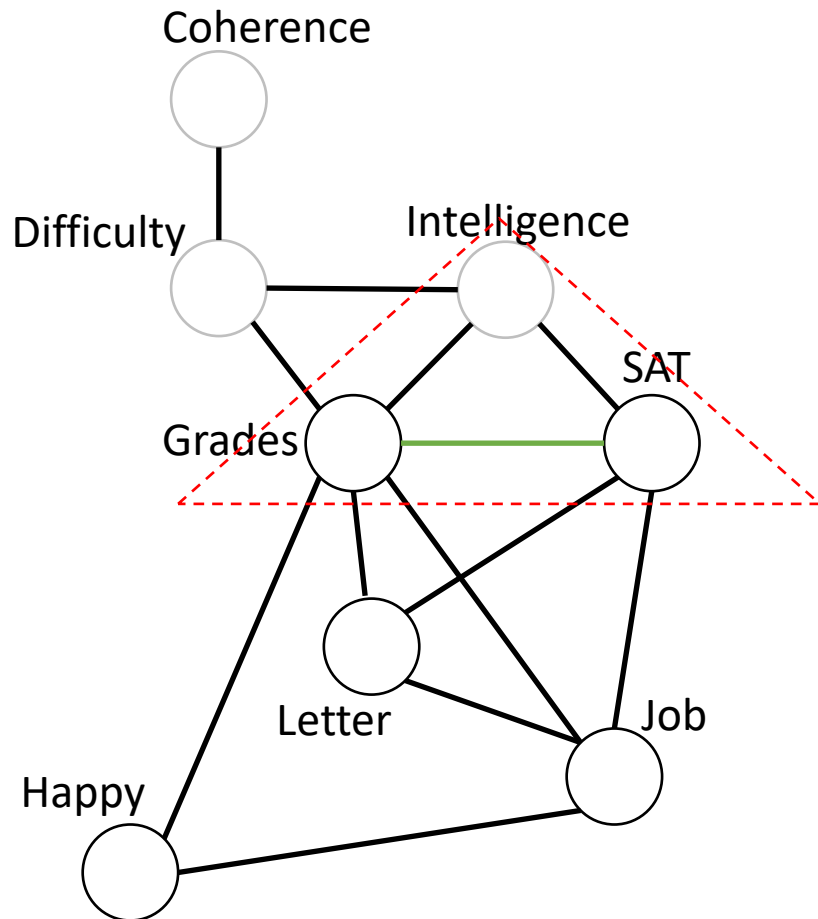 Coherence
Difficulty
Intelligence
SAT
Grades
Letter
Job
Happy